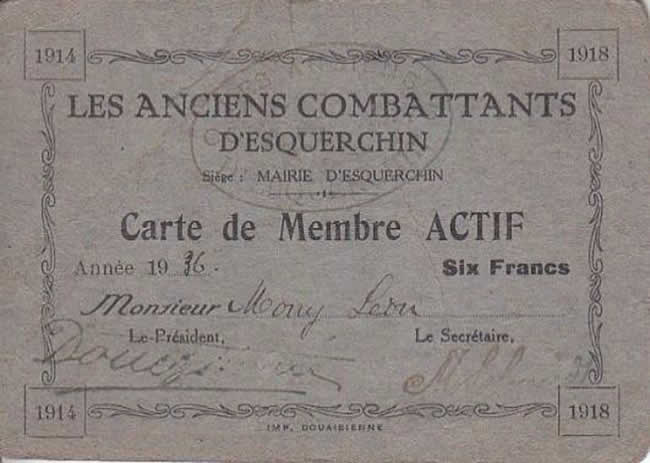 1914 1918
LES ANCIENS COMBATTANTS
D'ESQUERCHIN
Siège : MAIRIE D'ESQUERCHIN
Carte de Membre ACTIF
Année 1936. Six Francs
Monsieur Mony Léon
Le Président, Le Secrétaire,
1914 1918
IMP. DOUAISIENNE